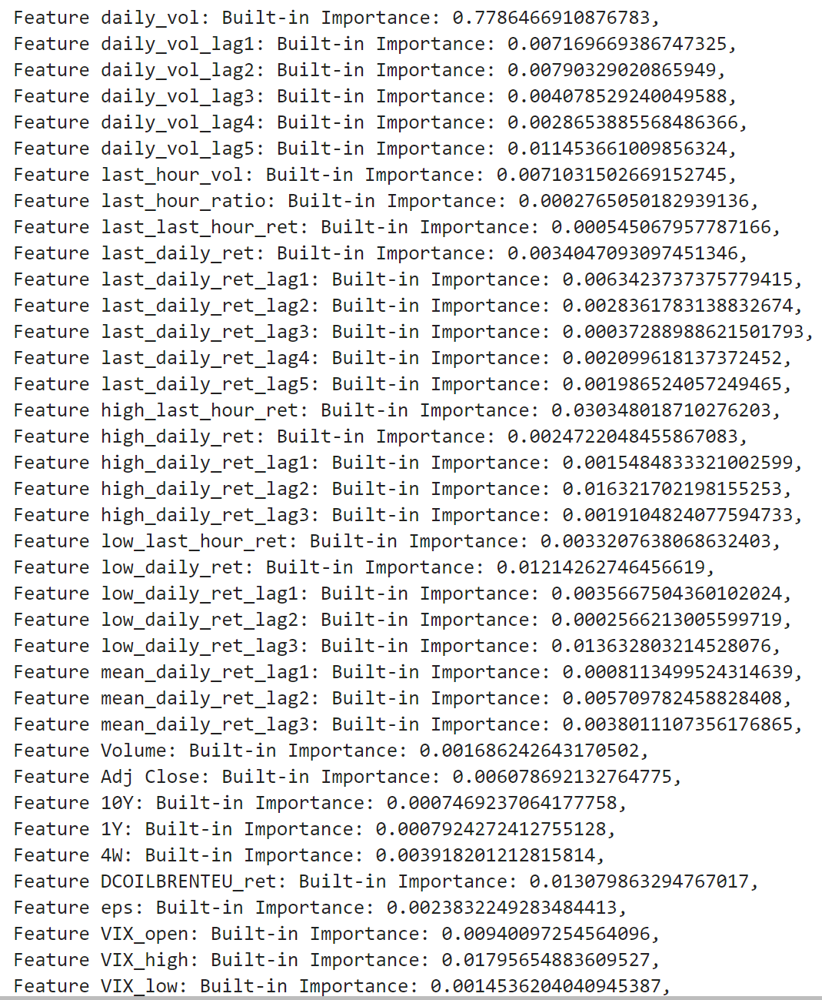 Feature daily_vol: Built-in Importance: 0.7786466910876783,
Feature daily_vol_lag1: Built-in Importance: 0.007169669386747325,
Feature daily_vol_lag2: Built-in Importance: 0.00790329020865949,
Feature daily_vol_lag3: Built-in Importance: 0.004078529240049588,
Feature daily_vol_lag4: Built-in Importance: 0.0028653885568486366,
Feature daily_vol_lag5: Built-in Importance: 0.011453661009856324,
Feature last_hour_vol: Built-in Importance: 0.0071031502669152745,
Feature last_hour_ratio: Built-in Importance: 0.0002765050182939136,
Feature last_last_hour_ret: Built-in Importance: 0.000545067957787166,
Feature last_daily_ret: Built-in Importance: 0.0034047093097451346,
Feature last_daily_ret_lag1: Built-in Importance: 0.0063423737375779415,
Feature last_daily_ret_lag2: Built-in Importance: 0.0028361783138832674,
Feature last_daily_ret_lag3: Built-in Importance: 0.00037288988621501793,
Feature last_daily_ret_lag4: Built-in Importance: 0.002099618137372452,
Feature last_daily_ret_lag5: Built-in Importance: 0.001986524057249465,
Feature high_last_hour_ret: Built-in Importance: 0.030348018710276203,
Feature high_daily_ret: Built-in Importance: 0.0024722048455867083,
Feature high_daily_ret_lag1: Built-in Importance: 0.0015484833321002599,
Feature high_daily_ret_lag2: Built-in Importance: 0.016321702198155253,
Feature high_daily_ret_lag3: Built-in Importance: 0.0019104824077594733,
Feature low_last_hour_ret: Built-in Importance: 0.0033207638068632403,
Feature low_daily_ret: Built-in Importance: 0.01214262746456619,
Feature low_daily_ret_lag1: Built-in Importance: 0.0035667504360102024,
Feature low_daily_ret_lag2: Built-in Importance: 0.0002566213005599719,
Feature low_daily_ret_lag3: Built-in Importance: 0.013632803214528076,
Feature mean_daily_ret_lag1: Built-in Importance: 0.0008113499524314639,
Feature mean_daily_ret_lag2: Built-in Importance: 0.005709782458828408,
Feature mean_daily_ret_lag3: Built-in Importance: 0.0038011107356176865,
Feature Volume: Built-in Importance: 0.001686242643170502,
Feature Adj Close: Built-in Importance: 0.006078692132764775,
Feature 10Y: Built-in Importance: 0.0007469237064177758,
Feature 1Y: Built-in Importance: 0.0007924272412755128,
Feature 4W: Built-in Importance: 0.003918201212815814,
Feature DCOILBRENTEU_ret: Built-in Importance: 0.013079863294767017,
Feature eps: Built-in Importance: 0.0023832249283484413,
Feature VIX_open: Built-in Importance: 0.00940097254564096,
Feature VIX_high: Built-in Importance: 0.01795654883609527,
Feature VIX_low: Built-in Importance: 0.0014536204040945387,